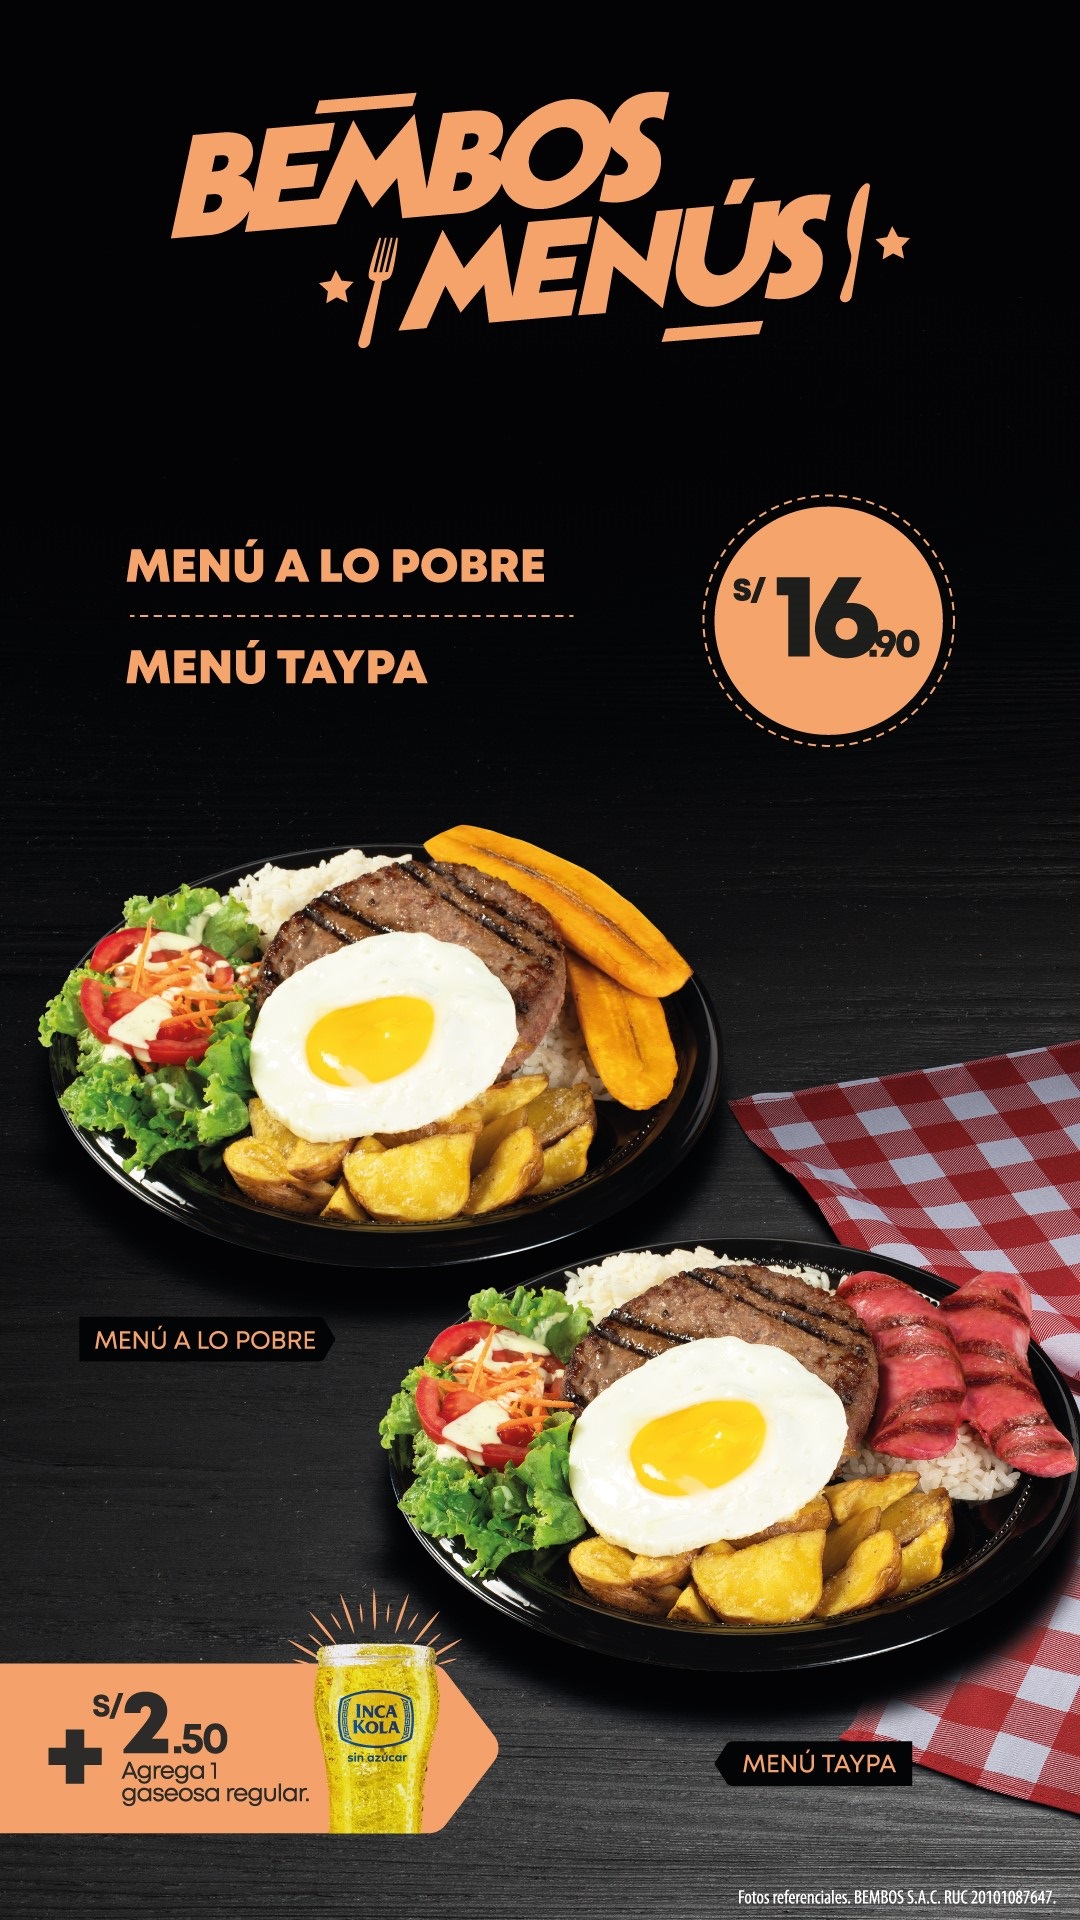 BEMBOS
MENÚS
MENÚ A LO POBRE
MENÚ TAYPA
S/ 16.90
MENÚ A LO POBRE
INCA
KOLA
sin azúcar
+ S/2.50
Agrega 1
gaseosa regular.
MENÚ TAYPA
Fotos referenciales. BEMBOS S.A.C. RUC 20101087647.